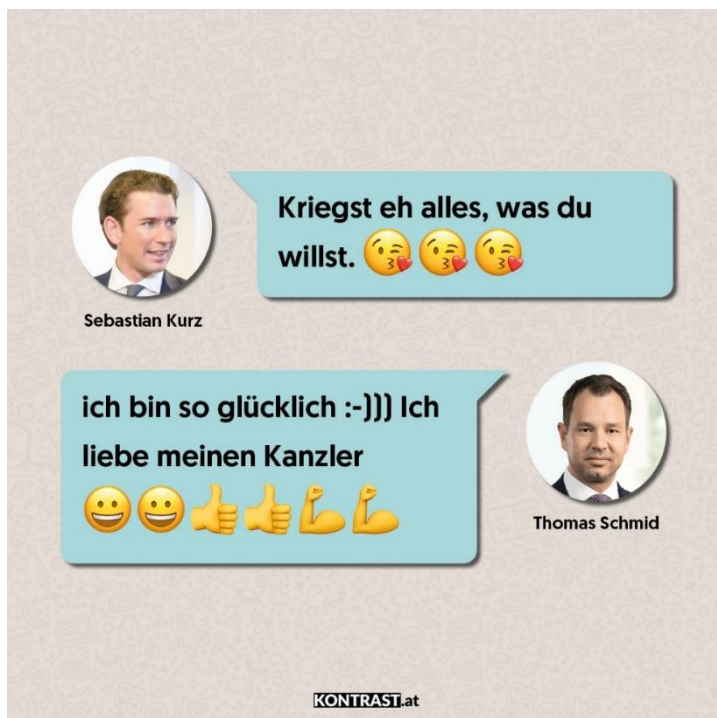 Kriegst eh alles, was du
willst. 😘😘😘
Sebastian Kurz
ich bin so glücklich :-))) Ich
liebe meinen Kanzler
😀😀👍👍💪💪
Thomas Schmid
KONTRAST.at